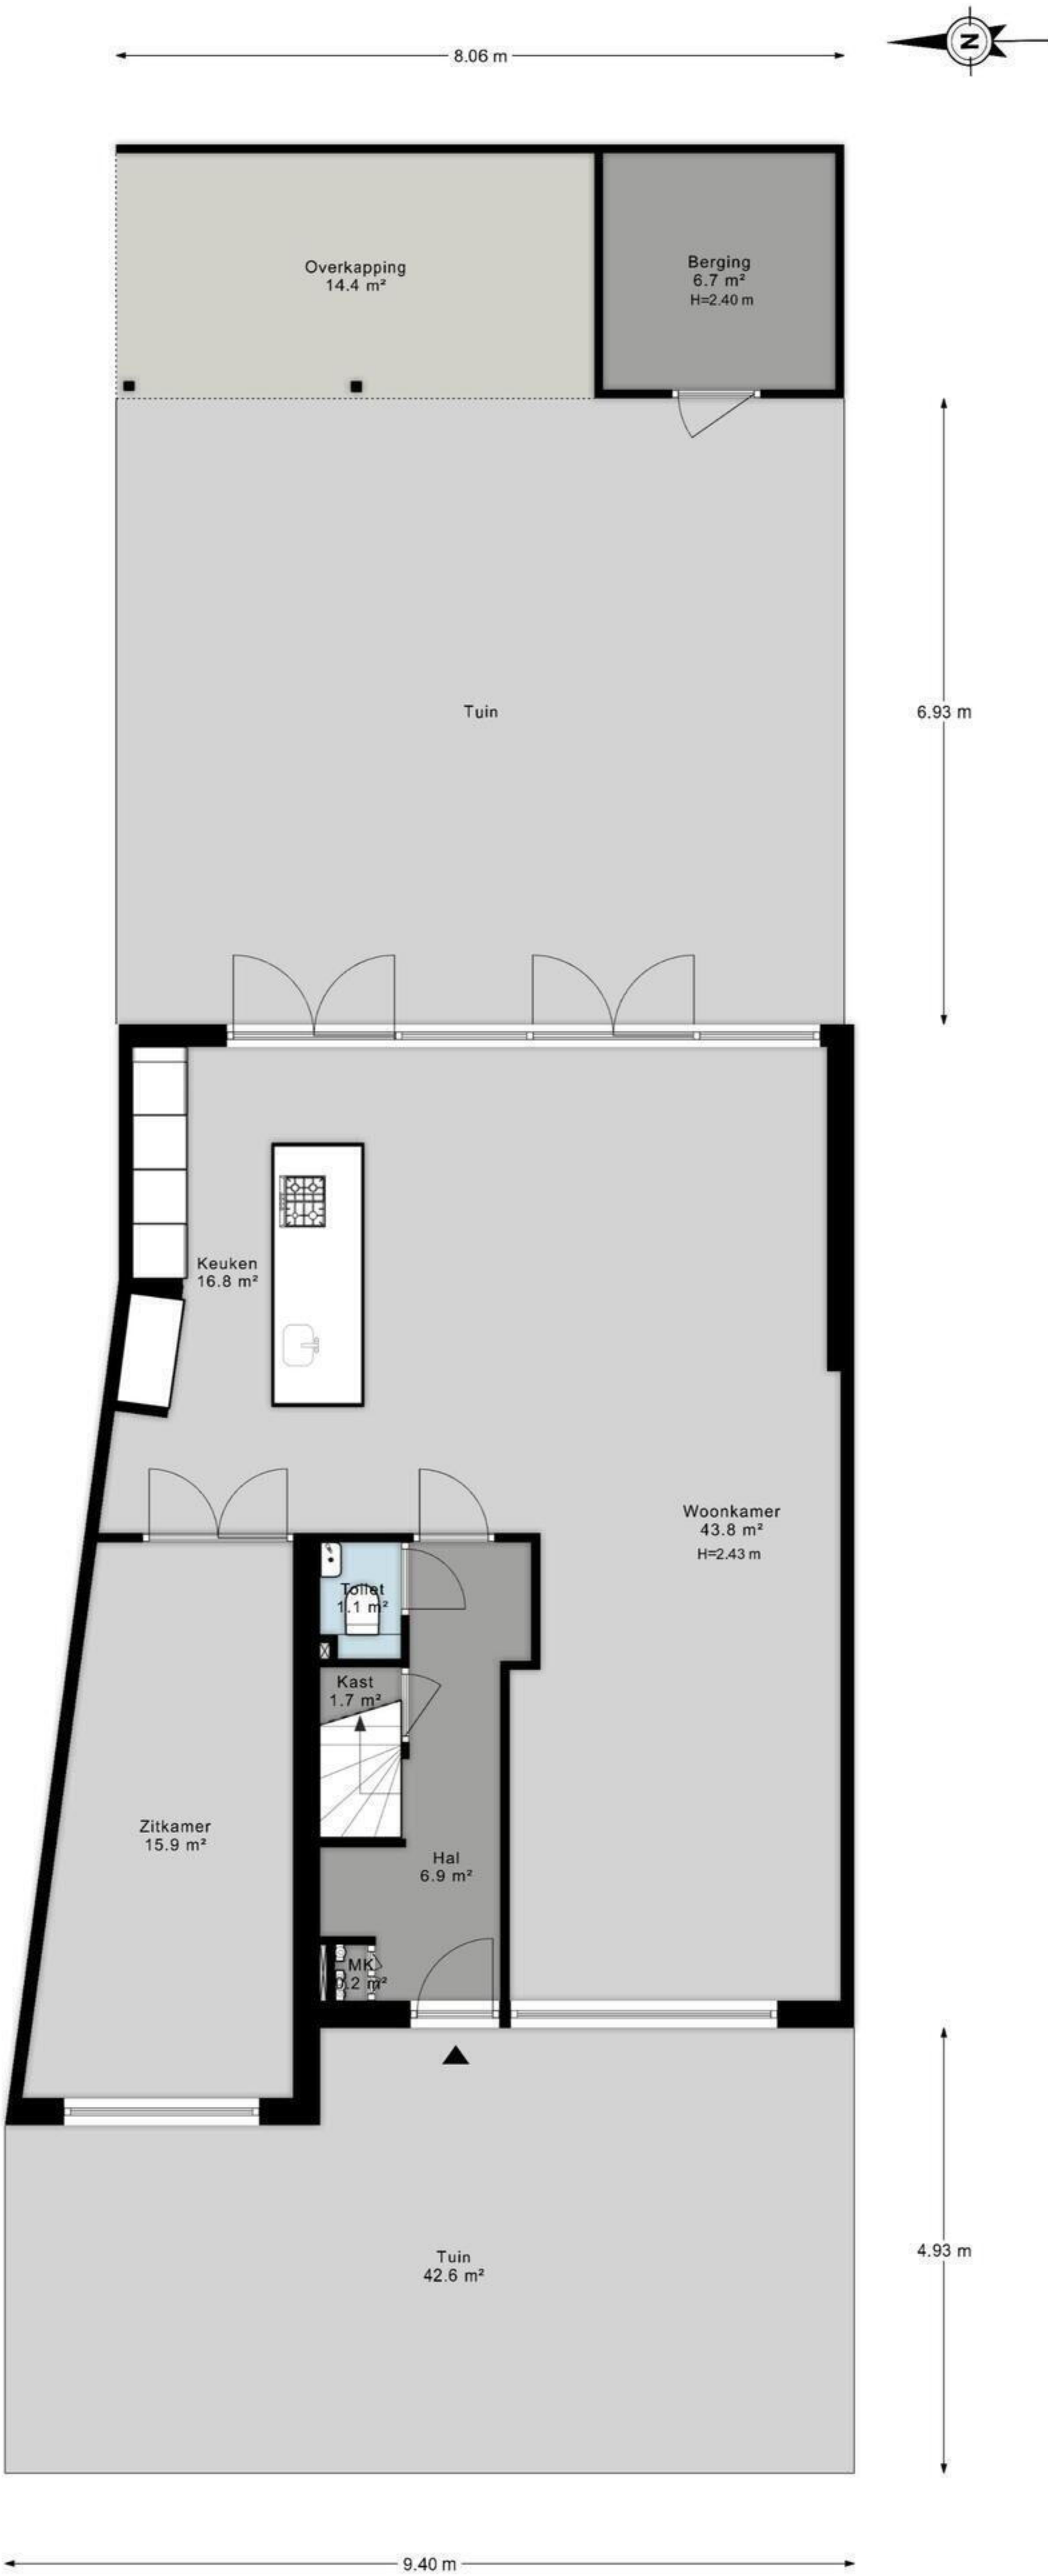 8.06 m
N
Overkapping
14.4 m²
Berging
6.7 m²
H=2.40 m
Tuin
6.93 m
Keuken
16.8 m²
Woonkamer
43.8 m²
H=2.43 m
Toilet
1.1 m²
Kast
1.7 m²
Zitkamer
15.9 m²
Hal
6.9 m²
MK
0.2 m²
Tuin
42.6 m²
4.93 m
9.40 m